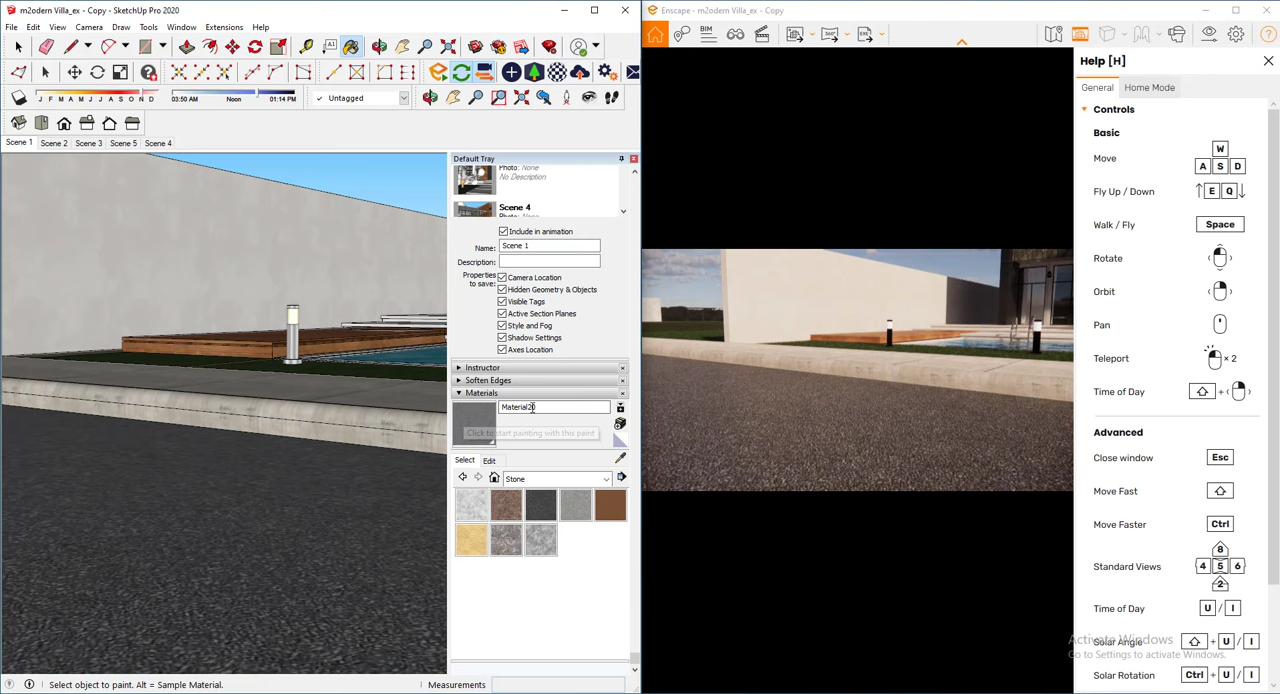 m2odern Villa_ex - Copy - SketchUp Pro 2020
File Edit View Camera Draw Tools Window Extensions Help
J F M A M J J A S O N D
03:50 AM Noon 01:14 PM
✓ Untagged
Scene 1 Scene 2 Scene 3 Scene 5 Scene 4
Default Tray
Photo: None
No Description
Scene 4
Photo: None
Include in animation
Name: Scene 1
Description:
Properties to save:
Camera Location
Hidden Geometry & Objects
Visible Tags
Active Section Planes
Style and Fog
Shadow Settings
Axes Location
Instructor
Soften Edges
Materials
Material20
Click to start painting with this paint
Select Edit
Stone
Select object to paint. Alt = Sample Material.
Measurements
Enscape - m2odern Villa_ex - Copy
BIM
360°
EXE
Help [H]
General Home Mode
Controls
Basic
Move W A S D
Fly Up / Down E Q
Walk / Fly Space
Rotate
Orbit
Pan
Teleport × 2
Time of Day +
Advanced
Close window Esc
Move Fast
Move Faster Ctrl
Standard Views 8 4 5 6 2
Time of Day U / I
Activate Windows
Solar Angle + U / I
Go to Settings to activate Windows.
Solar Rotation Ctrl + U / I